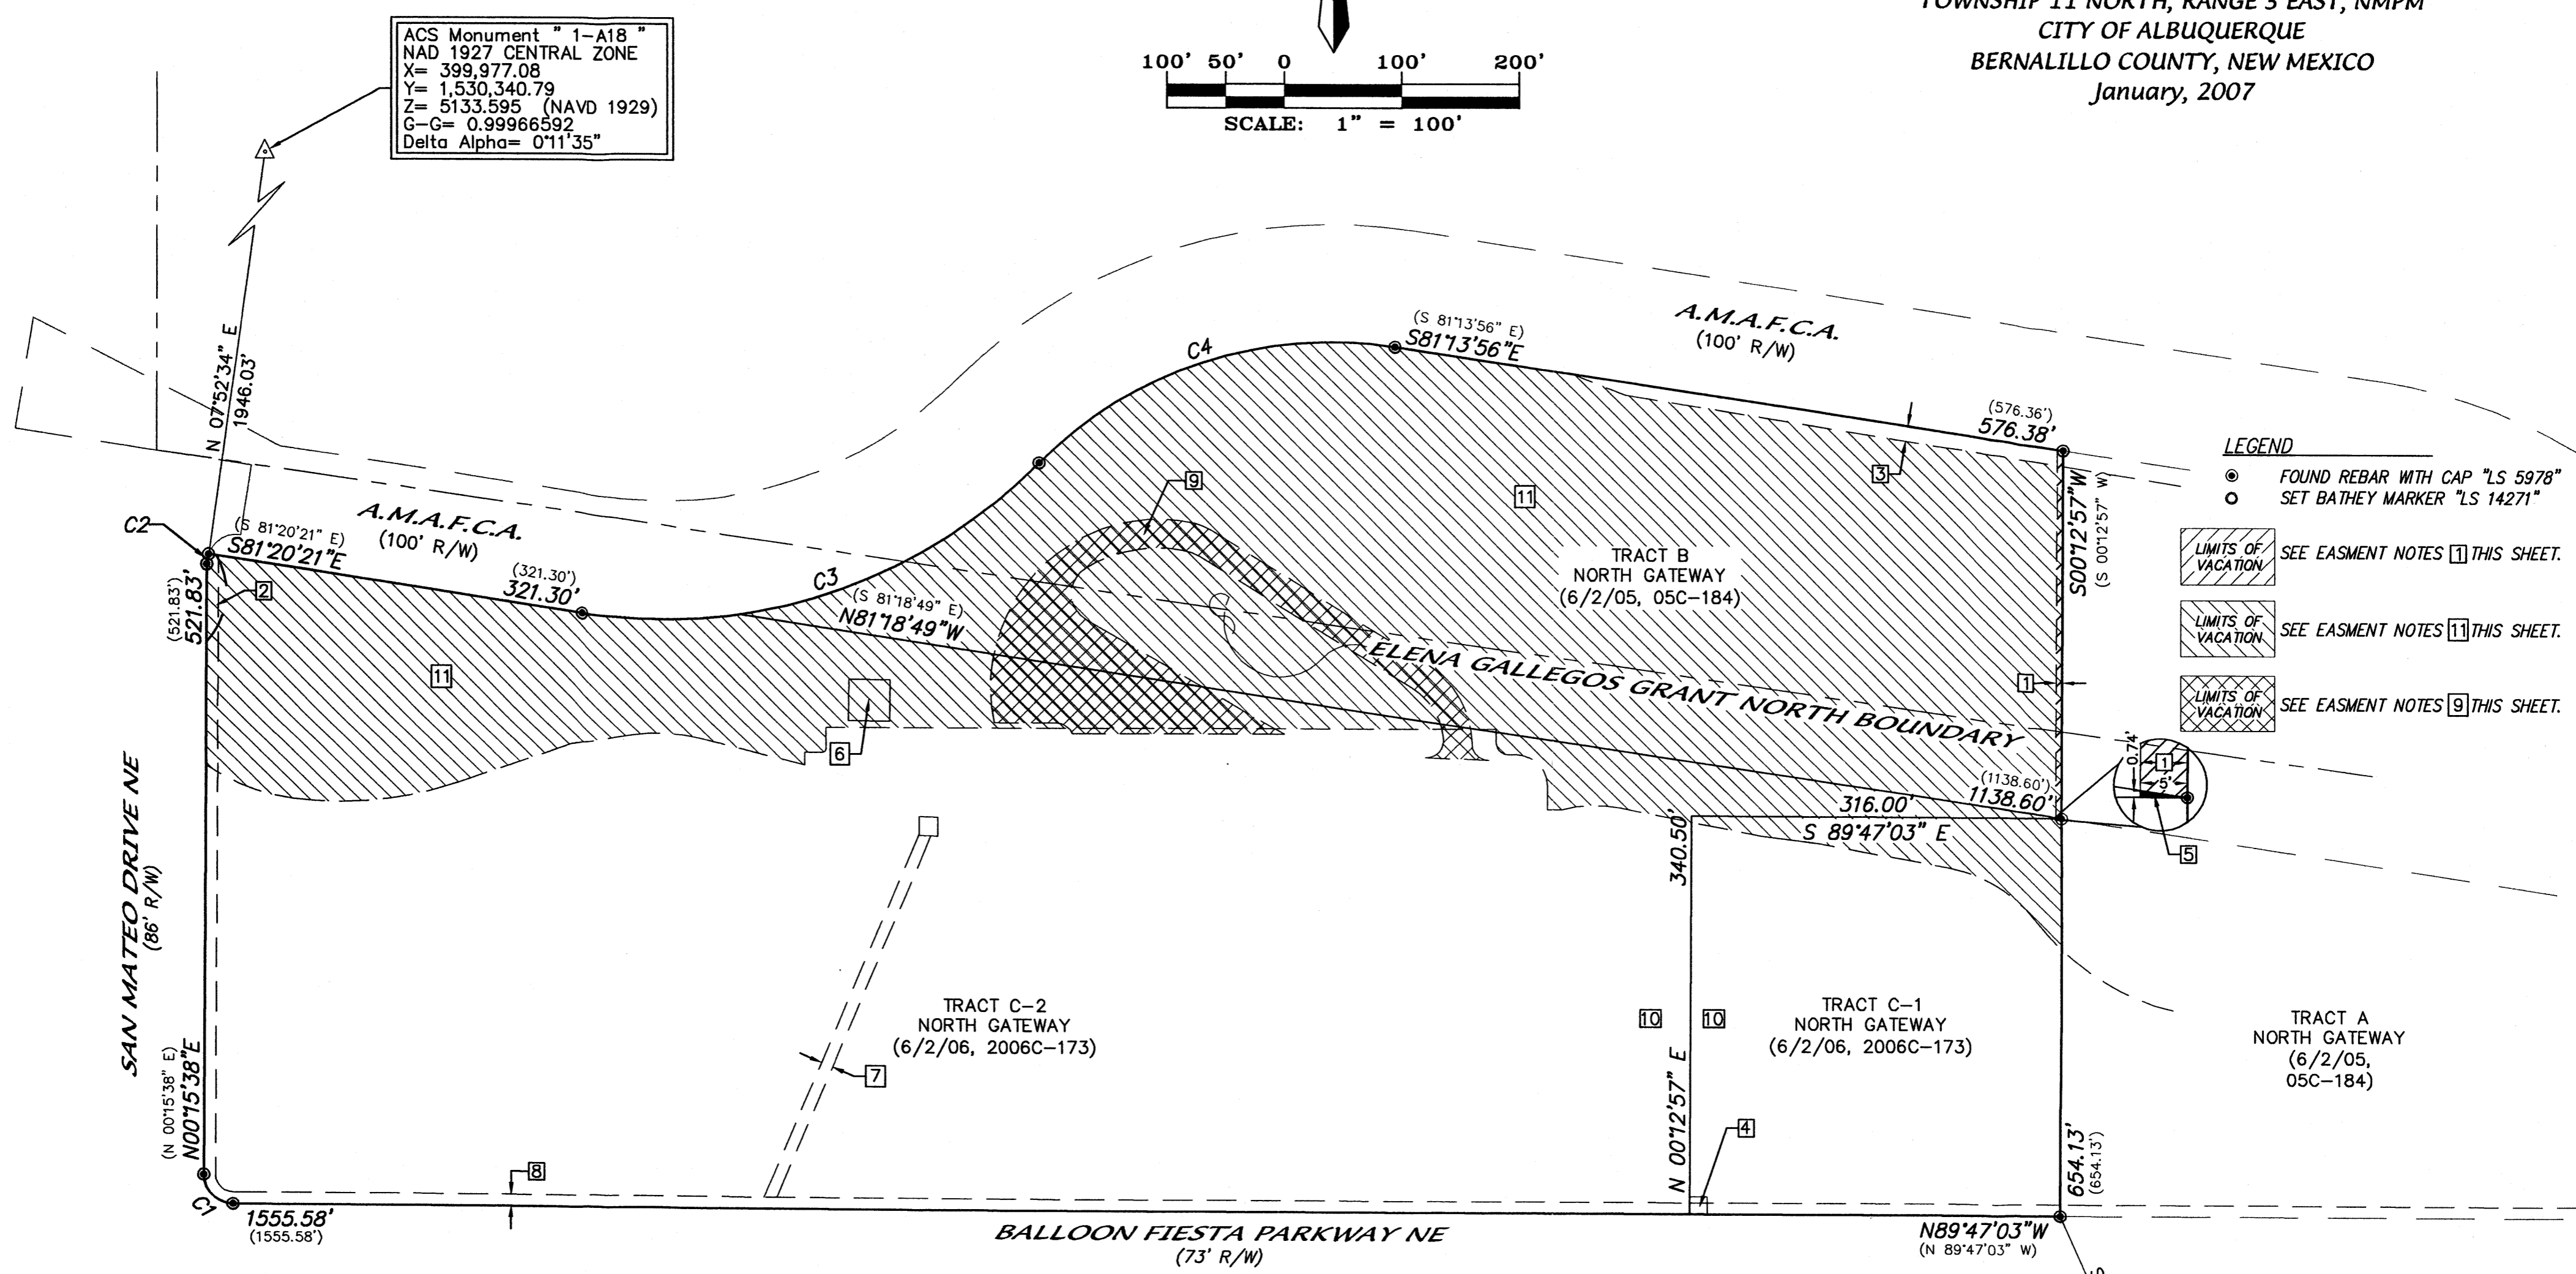 ACS Monument " 1-A18 "
NAD 1927 CENTRAL ZONE
X= 399,977.08
Y= 1,530,340.79
Z= 5133.595 (NAVD 1929)
G-G= 0.99966592
Delta Alpha= 0°11'35"
100' 50' 0 100' 200'
SCALE: 1" = 100'
TOWNSHIP 11 NORTH, RANGE 3 EAST, NMPM
CITY OF ALBUQUERQUE
BERNALILLO COUNTY, NEW MEXICO
January, 2007
N 07°52'34" E
1946.03'
C2
(S 81°20'21" E)
S81°20'21"E
A.M.A.F.C.A.
(100' R/W)
(321.30')
321.30'
C3
(S 81°18'49" E)
N81°18'49"W
C4
(S 81°13'56" E)
S81°13'56"E
A.M.A.F.C.A.
(100' R/W)
(576.36')
576.38'
S00°12'57"W
(S 00°12'57" W)
LEGEND
FOUND REBAR WITH CAP "LS 5978"
SET BATHEY MARKER "LS 14271"
LIMITS OF
VACATION
SEE EASMENT NOTES 1 THIS SHEET.
LIMITS OF
VACATION
SEE EASMENT NOTES 11 THIS SHEET.
LIMITS OF
VACATION
SEE EASMENT NOTES 9 THIS SHEET.
9
11
3
TRACT B
NORTH GATEWAY
(6/2/05, 05C-184)
ELENA GALLEGOS GRANT NORTH BOUNDARY
1
(521.83')
521.83'
2
11
6
0.74'
1
5'
5
(1138.60')
1138.60'
316.00'
S 89°47'03" E
340.50'
N 00°12'57" E
SAN MATEO DRIVE NE
(86' R/W)
(N 00°15'38" E)
N00°15'38"E
TRACT C-2
NORTH GATEWAY
(6/2/06, 2006C-173)
7
10
10
TRACT C-1
NORTH GATEWAY
(6/2/06, 2006C-173)
TRACT A
NORTH GATEWAY
(6/2/05,
05C-184)
4
8
654.13'
(654.13')
C1
1555.58'
(1555.58')
BALLOON FIESTA PARKWAY NE
(73' R/W)
N89°47'03"W
(N 89°47'03" W)